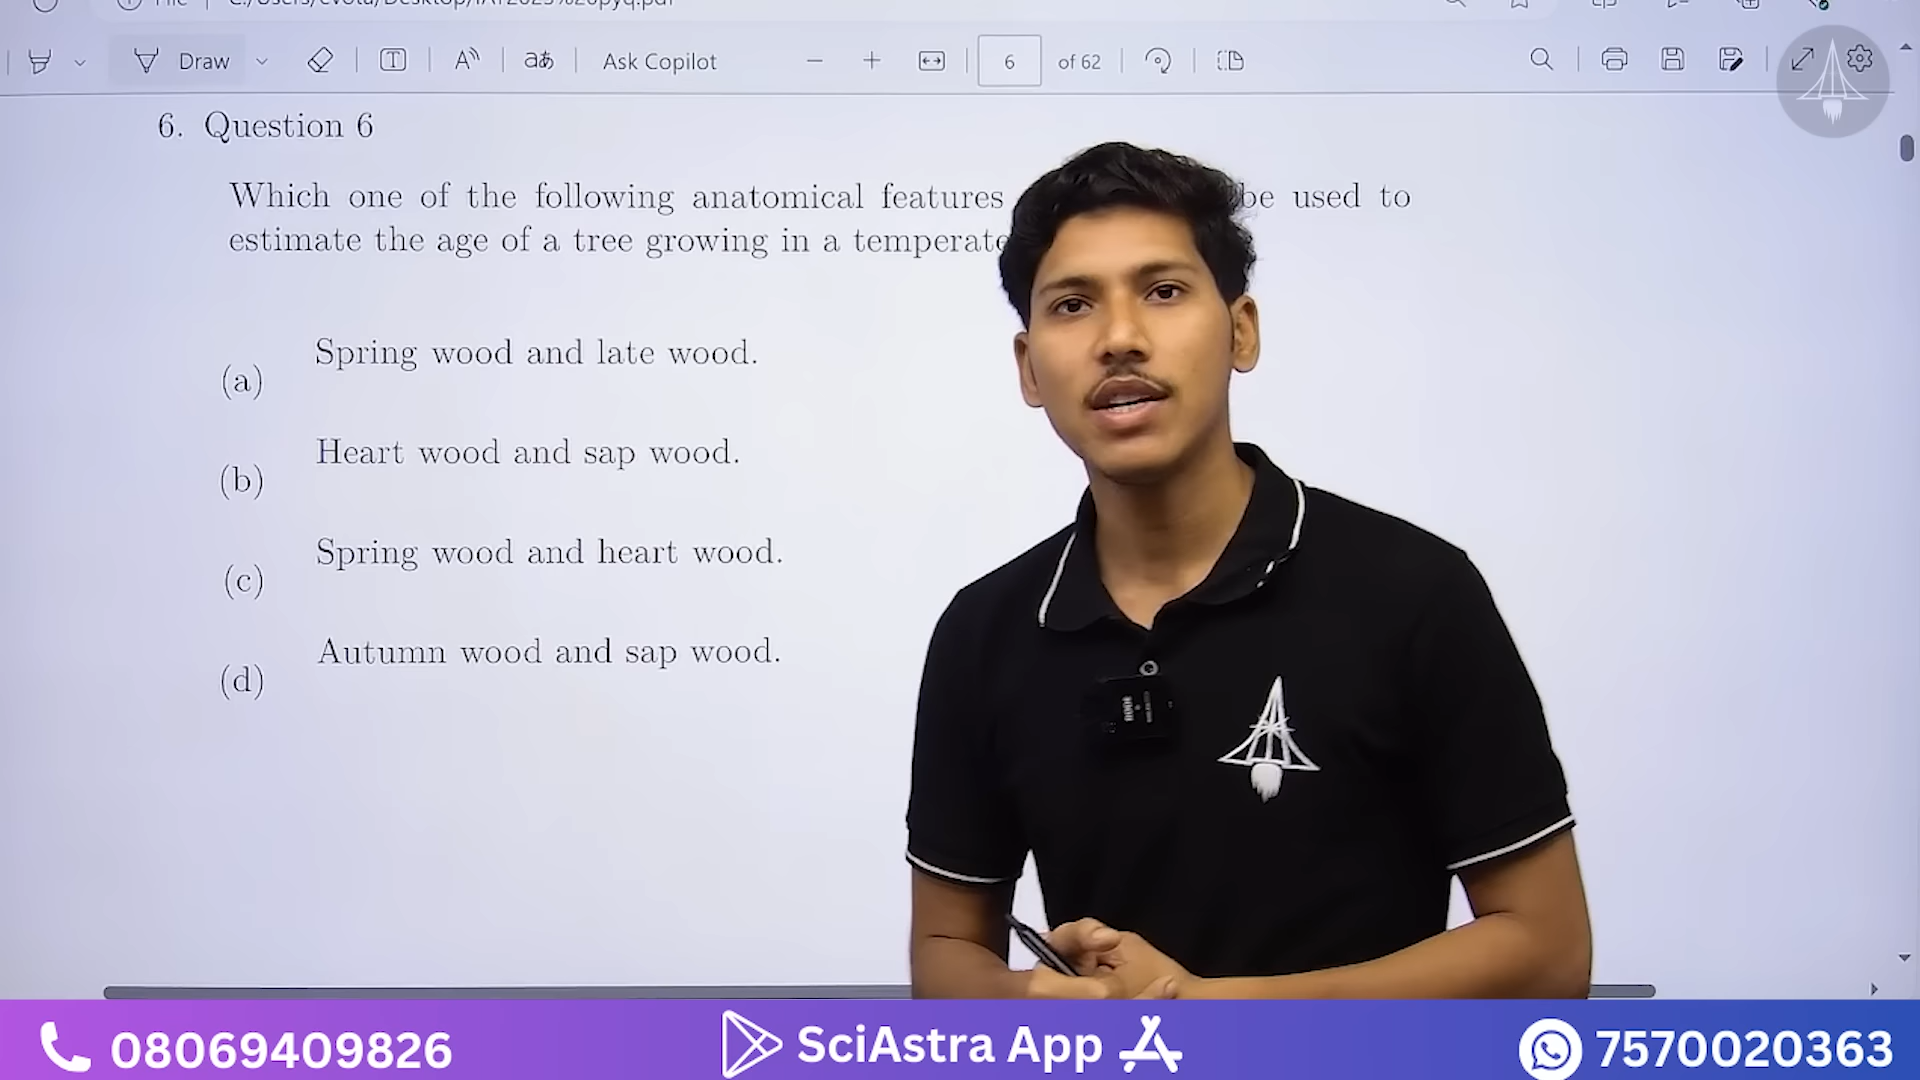 Draw
Ask Copilot
6 of 62
6. Question 6
Which one of the following anatomical features be used to
estimate the age of a tree growing in a temperate
(a) Spring wood and late wood.
(b) Heart wood and sap wood.
(c) Spring wood and heart wood.
(d) Autumn wood and sap wood.
08069409826
SciAstra App
7570020363